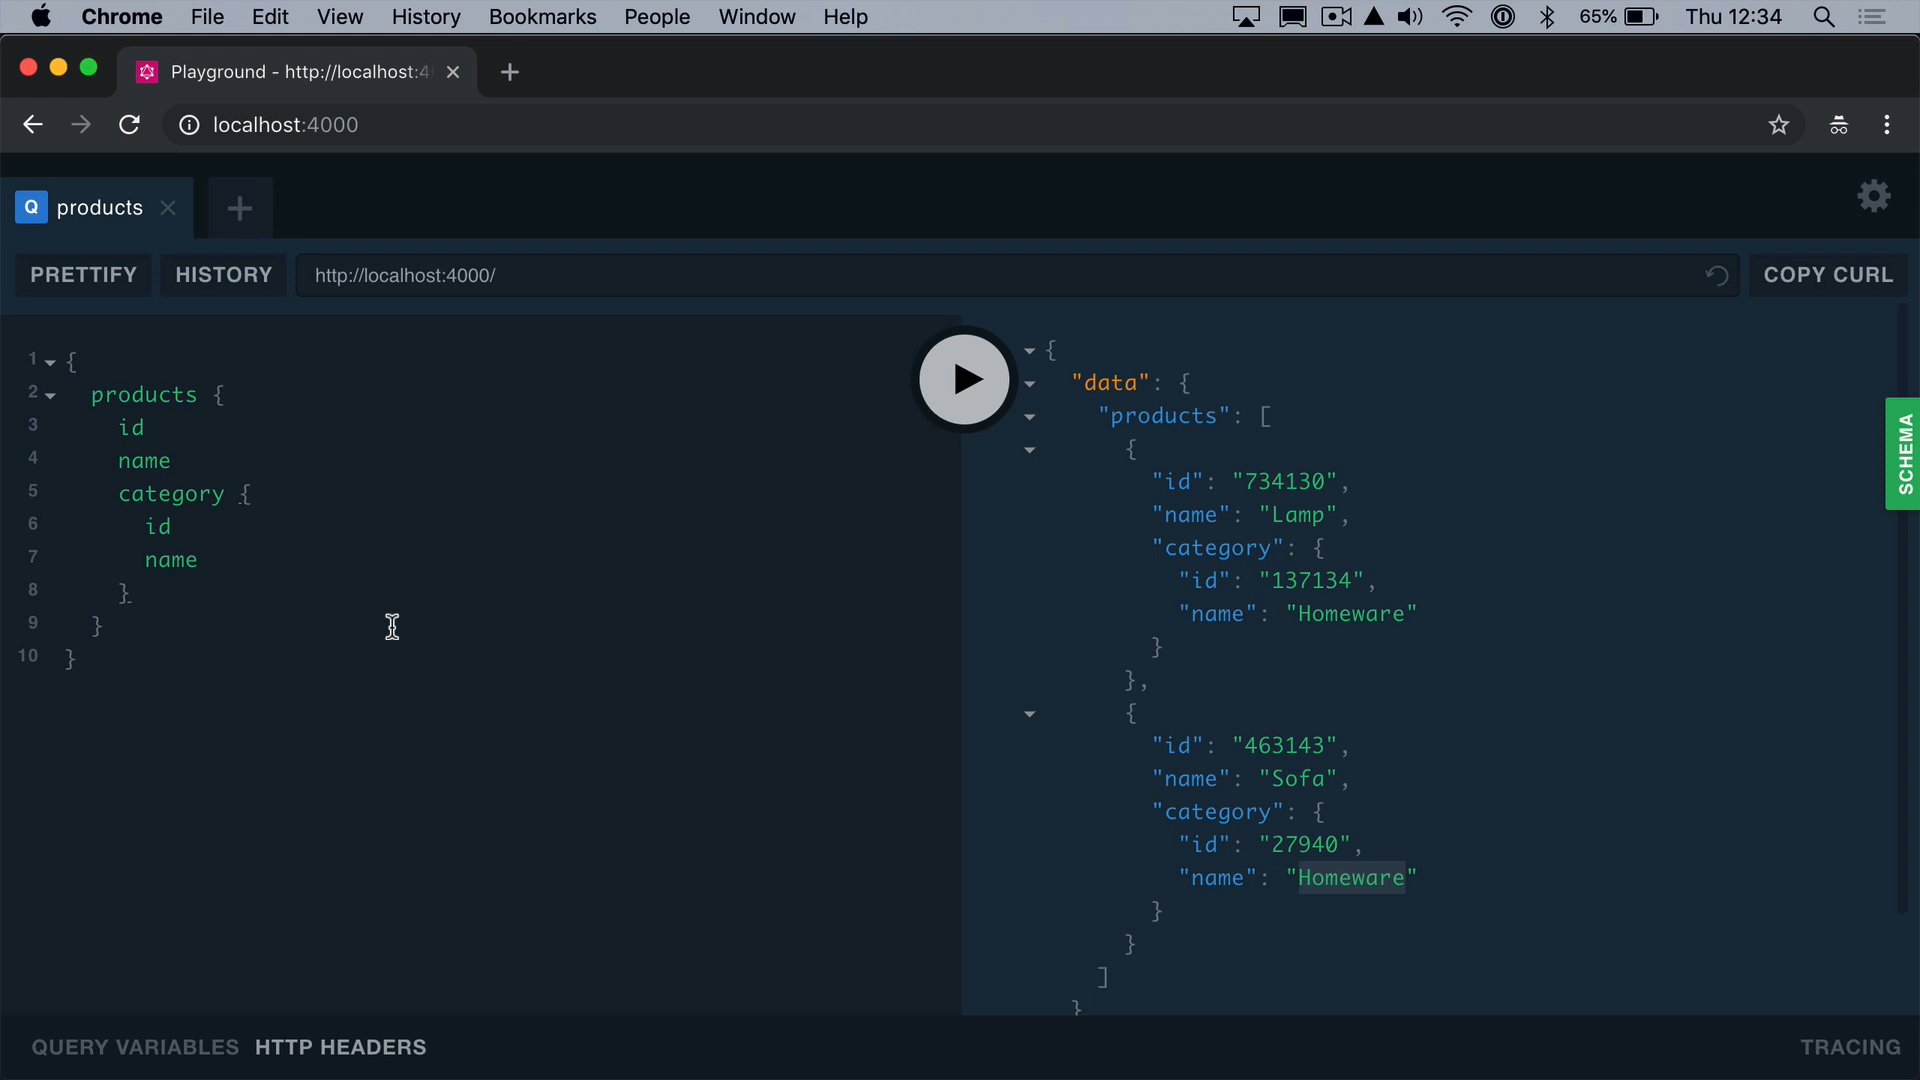 Chrome File Edit View History Bookmarks People Window Help 65% Thu 12:34
Playground - http://localhost:4
localhost:4000
Q products
PRETTIFY HISTORY http://localhost:4000/ COPY CURL
1 {
2 products {
3 id
4 name
5 category {
6 id
7 name
8 }
9 }
10 }
{
"data": {
"products": [
{
"id": "734130",
"name": "Lamp",
"category": {
"id": "137134",
"name": "Homeware"
}
},
{
"id": "463143",
"name": "Sofa",
"category": {
"id": "27940",
"name": "Homeware"
}
}
]
}
SCHEMA
QUERY VARIABLES HTTP HEADERS TRACING